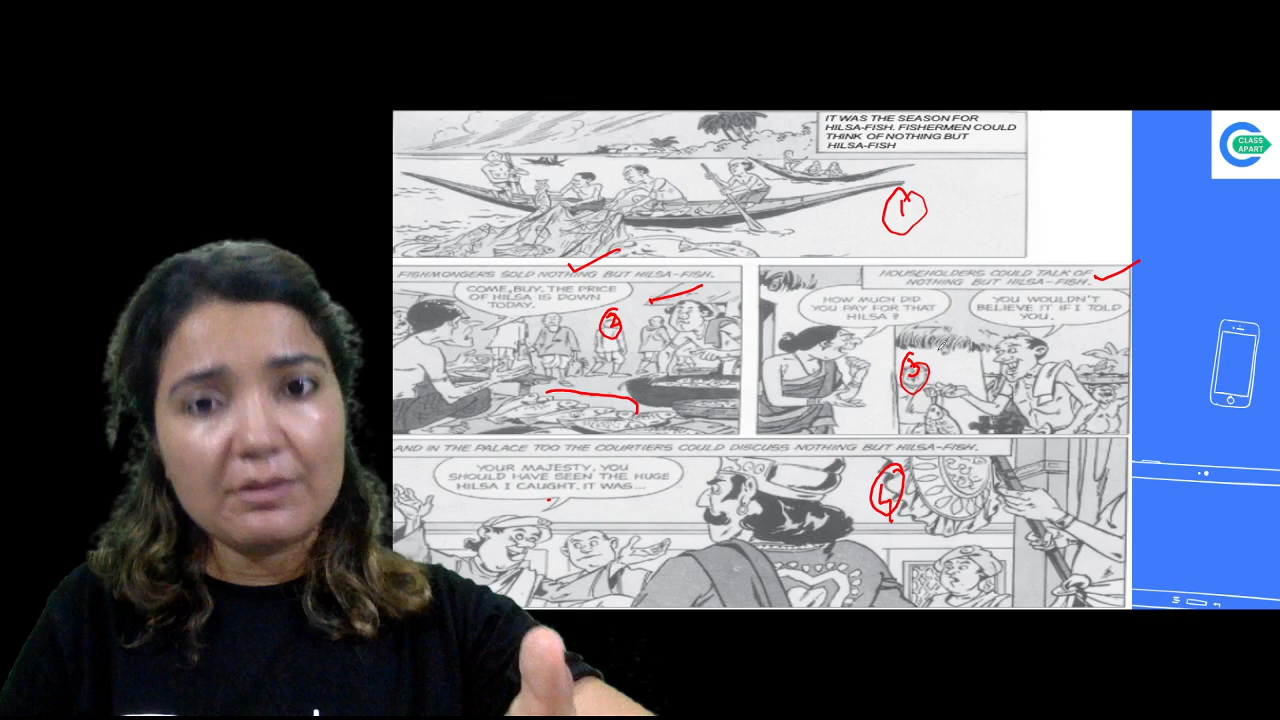 IT WAS THE SEASON FOR
HILSA-FISH. FISHERMEN COULD
THINK OF NOTHING BUT
HILSA-FISH
CLASS
APART
1
FISHMONGERS SOLD NOTHING BUT HILSA-FISH.
COME, BUY. THE PRICE
OF HILSA IS DOWN
TODAY.
2
HOUSEHOLDERS COULD TALK OF
NOTHING BUT HILSA-FISH.
HOW MUCH DID
YOU PAY FOR THAT
HILSA?
YOU WOULDN'T
BELIEVE IT IF I TOLD
YOU.
3
AND IN THE PALACE TOO THE COURTIERS COULD DISCUSS NOTHING BUT HILSA-FISH.
YOUR MAJESTY, YOU
SHOULD HAVE SEEN THE HUGE
HILSA I CAUGHT. IT WAS...
4